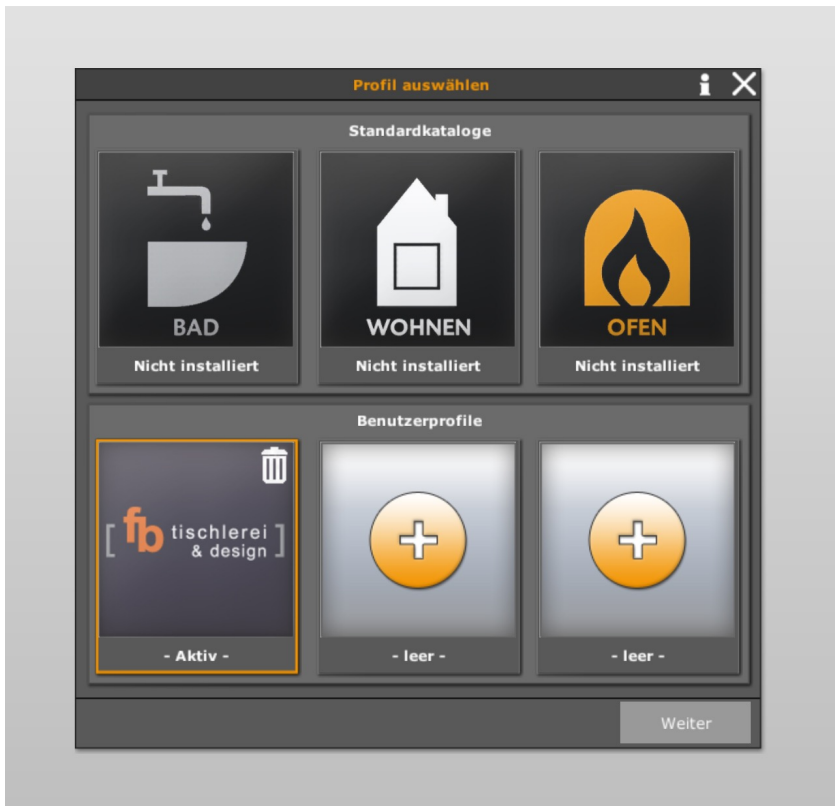 Profil auswählen
Standardkataloge
BAD
WOHNEN
OFEN
Nicht installiert
Nicht installiert
Nicht installiert
Benutzerprofile
[ fb tischlerei ]
& design
- Aktiv -
- leer -
- leer -
Weiter